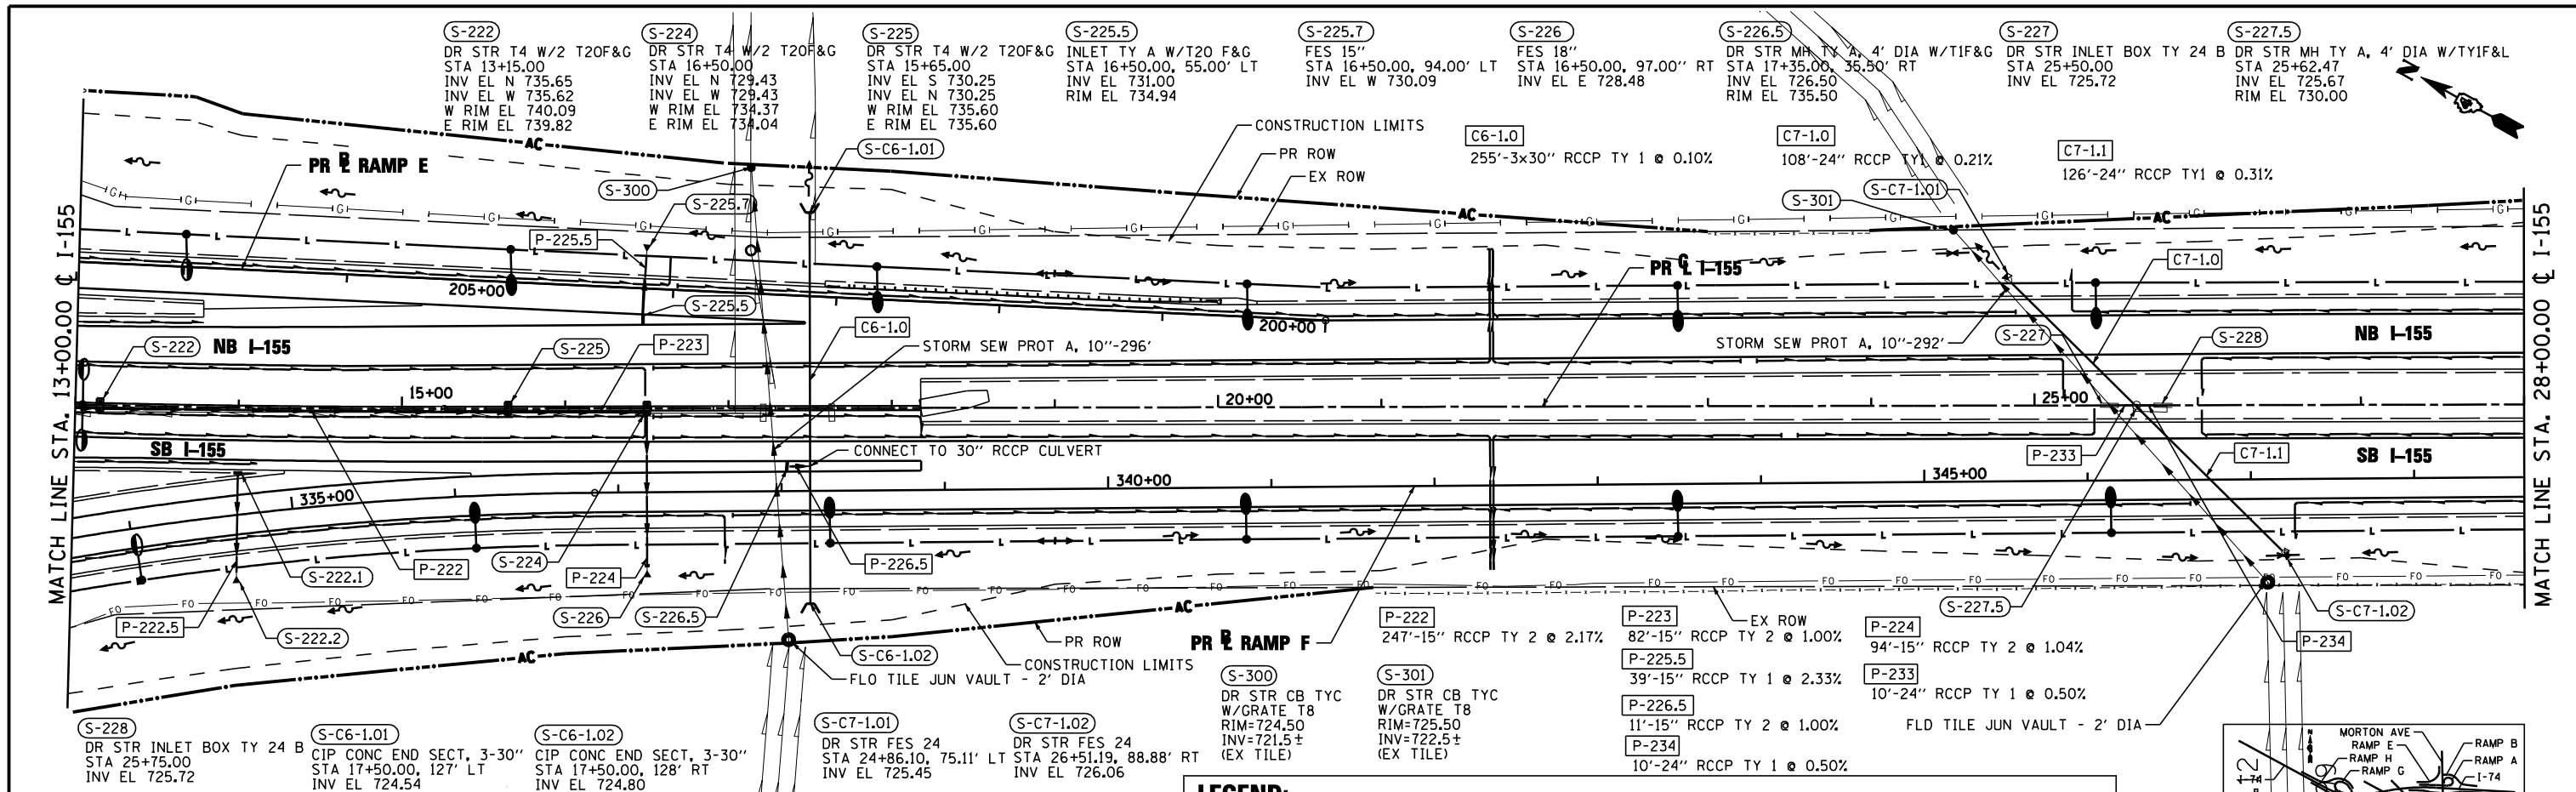 S-222
DR STR T4 W/2 T20F&G
STA 13+15.00
INV EL N 735.65
INV EL W 735.62
W RIM EL 740.09
E RIM EL 739.82
S-224
DR STR T4 W/2 T20F&G
STA 16+50.00
INV EL N 729.43
INV EL W 729.43
W RIM EL 734.37
E RIM EL 734.04
S-225
DR STR T4 W/2 T20F&G
STA 15+65.00
INV EL S 730.25
INV EL N 730.25
W RIM EL 735.60
E RIM EL 735.60
S-225.5
INLET TY A W/T20 F&G
STA 16+50.00, 55.00' LT
INV EL 731.00
RIM EL 734.94
S-225.7
FES 15"
STA 16+50.00, 94.00' LT
INV EL W 730.09
S-226
FES 18"
STA 16+50.00, 97.00" RT
INV EL E 728.48
S-226.5
DR STR MH TY A, 4' DIA W/T1F&G
STA 17+35.00, 35.50' RT
INV EL 726.50
RIM EL 735.50
S-227
DR STR INLET BOX TY 24 B
STA 25+50.00
INV EL 725.72
S-227.5
DR STR MH TY A, 4' DIA W/TY1F&L
STA 25+62.47
INV EL 725.67
RIM EL 730.00
N
CONSTRUCTION LIMITS
PR ROW
EX ROW
C6-1.0
255'-3x30" RCCP TY 1 @ 0.10%
C7-1.0
108'-24" RCCP TY1 @ 0.21%
C7-1.1
126'-24" RCCP TY1 @ 0.31%
AC
PR BL RAMP E
S-C6-1.01
S-300
S-225.7
P-225.5
S-C7-1.01
S-301
AC
AC
G G G G G G G G G G G G G G G
L L L L L L L L L L L L L L L
MATCH LINE STA. 13+00.00 CL I-155
MATCH LINE STA. 28+00.00 CL I-155
205+00
S-225.5
PR CL I-155
C7-1.0
200+00
C6-1.0
S-222
NB I-155
S-225
P-223
STORM SEW PROT A, 10"-296'
STORM SEW PROT A, 10"-292'
S-227
S-228
NB I-155
15+00
20+00
25+00
SB I-155
CONNECT TO 30" RCCP CULVERT
P-233
C7-1.1
SB I-155
335+00
340+00
345+00
S-222.1
P-222
S-224
P-224
P-226.5
L L L L L L L L L L L L
FO FO FO FO FO FO FO FO FO FO FO FO FO FO FO FO
P-222.5
S-222.2
S-226
S-226.5
S-227.5
S-C7-1.02
AC
AC
PR ROW
S-C6-1.02
CONSTRUCTION LIMITS
FLO TILE JUN VAULT - 2' DIA
PR BL RAMP F
EX ROW
P-234
P-222
247'-15" RCCP TY 2 @ 2.17%
P-223
82'-15" RCCP TY 2 @ 1.00%
P-224
94'-15" RCCP TY 2 @ 1.04%
S-300
DR STR CB TYC
W/GRATE T8
RIM=724.50
INV=721.5±
(EX TILE)
S-301
DR STR CB TYC
W/GRATE T8
RIM=725.50
INV=722.5±
(EX TILE)
P-225.5
39'-15" RCCP TY 1 @ 2.33%
P-233
10'-24" RCCP TY 1 @ 0.50%
P-226.5
11'-15" RCCP TY 2 @ 1.00%
P-234
10'-24" RCCP TY 1 @ 0.50%
FLD TILE JUN VAULT - 2' DIA
S-228
DR STR INLET BOX TY 24 B
STA 25+75.00
INV EL 725.72
S-C6-1.01
CIP CONC END SECT, 3-30"
STA 17+50.00, 127' LT
INV EL 724.54
S-C6-1.02
CIP CONC END SECT, 3-30"
STA 17+50.00, 128' RT
INV EL 724.80
S-C7-1.01
DR STR FES 24
STA 24+86.10, 75.11' LT
INV EL 725.45
S-C7-1.02
DR STR FES 24
STA 26+51.19, 88.88' RT
INV EL 726.06
LEGEND:
MORTON AVE
RAMP E
RAMP H
RAMP G
RAMP B
RAMP A
I-74
I-74